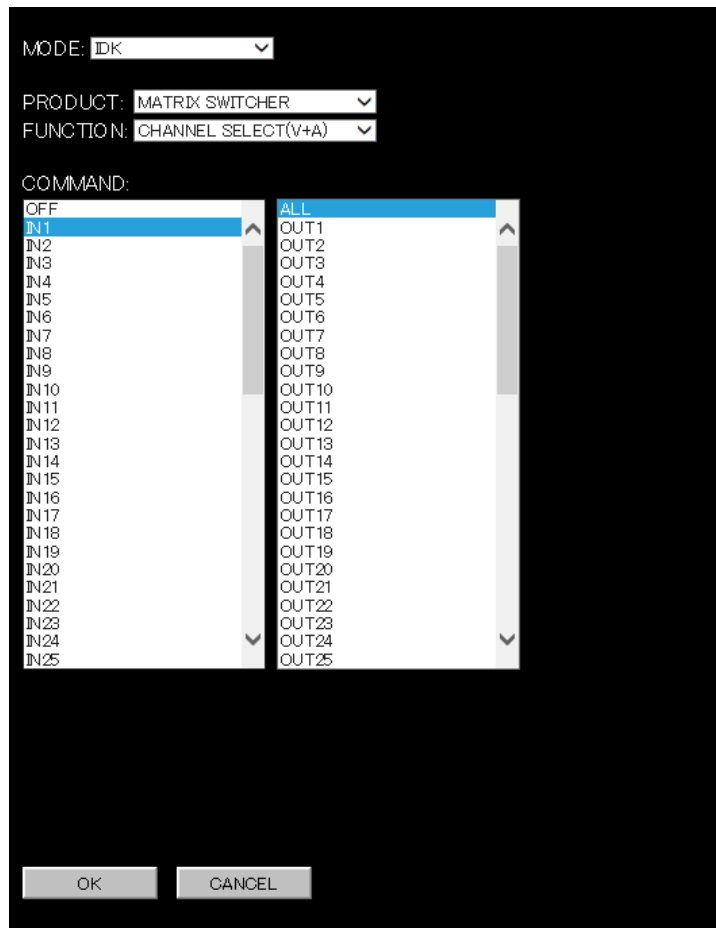 MODE: IDK
PRODUCT: MATRIX SWITCHER
FUNCTION: CHANNEL SELECT(V+A)
COMMAND:
OFF
IN1
IN2
IN3
IN4
IN5
IN6
IN7
IN8
IN9
IN10
IN11
IN12
IN13
IN14
IN15
IN16
IN17
IN18
IN19
IN20
IN21
IN22
IN23
IN24
IN25
ALL
OUT1
OUT2
OUT3
OUT4
OUT5
OUT6
OUT7
OUT8
OUT9
OUT10
OUT11
OUT12
OUT13
OUT14
OUT15
OUT16
OUT17
OUT18
OUT19
OUT20
OUT21
OUT22
OUT23
OUT24
OUT25
OK CANCEL